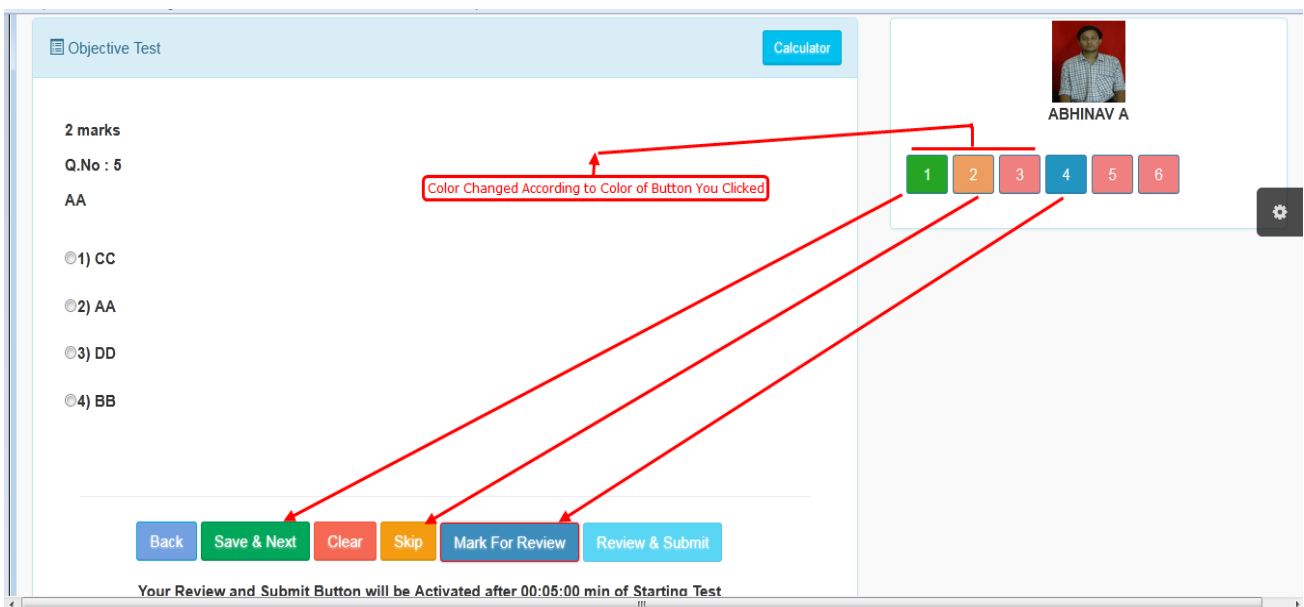 Objective Test
Calculator
ABHINAV A
2 marks
Q.No : 5
AA
Color Changed According to Color of Button You Clicked
1 2 3 4 5 6
1) CC
2) AA
3) DD
4) BB
Back Save & Next Clear Skip Mark For Review Review & Submit
Your Review and Submit Button will be Activated after 00:05:00 min of Starting Test